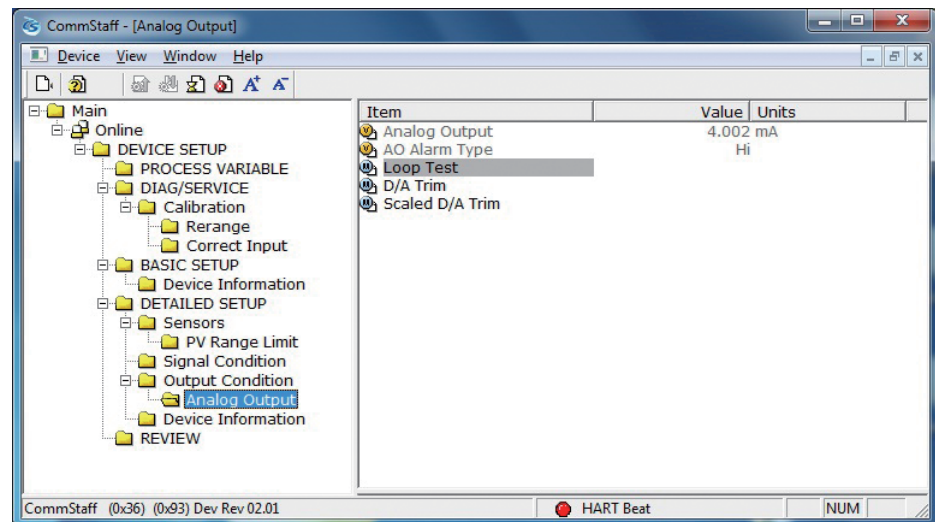 CommStaff - [Analog Output]
Device View Window Help
Main
Online
DEVICE SETUP
PROCESS VARIABLE
DIAG/SERVICE
Calibration
Rerange
Correct Input
BASIC SETUP
Device Information
DETAILED SETUP
Sensors
PV Range Limit
Signal Condition
Output Condition
Analog Output
Device Information
REVIEW
Item Value Units
Analog Output 4.002 mA
AO Alarm Type Hi
Loop Test
D/A Trim
Scaled D/A Trim
CommStaff (0x36) (0x93) Dev Rev 02.01 HART Beat NUM